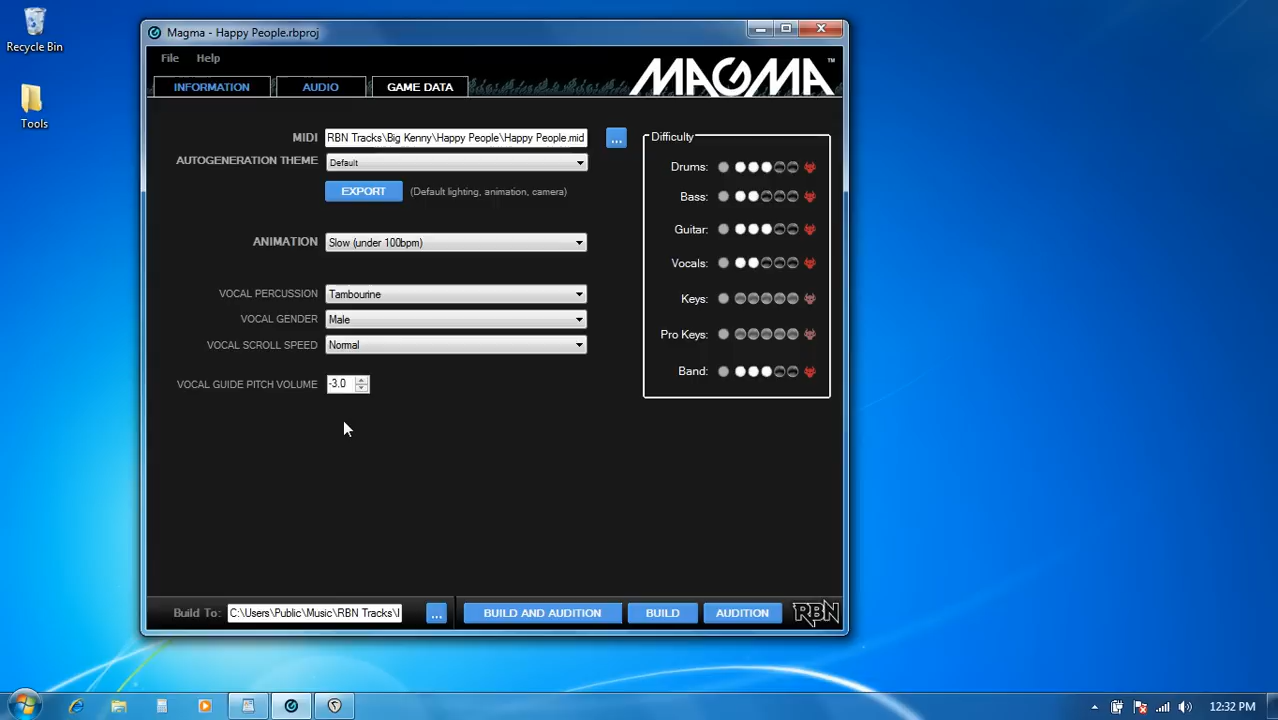 Recycle Bin
Tools
Magma - Happy People.rbproj
File Help
INFORMATION AUDIO GAME DATA
MAGMA ™
MIDI RBN Tracks\Big Kenny\Happy People\Happy People.mid ...
AUTOGENERATION THEME Default
EXPORT (Default lighting, animation, camera)
ANIMATION Slow (under 100bpm)
VOCAL PERCUSSION Tambourine
VOCAL GENDER Male
VOCAL SCROLL SPEED Normal
VOCAL GUIDE PITCH VOLUME -3.0
Difficulty
Drums:
Bass:
Guitar:
Vocals:
Keys:
Pro Keys:
Band:
Build To: C:\Users\Public\Music\RBN Tracks\I ... BUILD AND AUDITION BUILD AUDITION RBN
12:32 PM